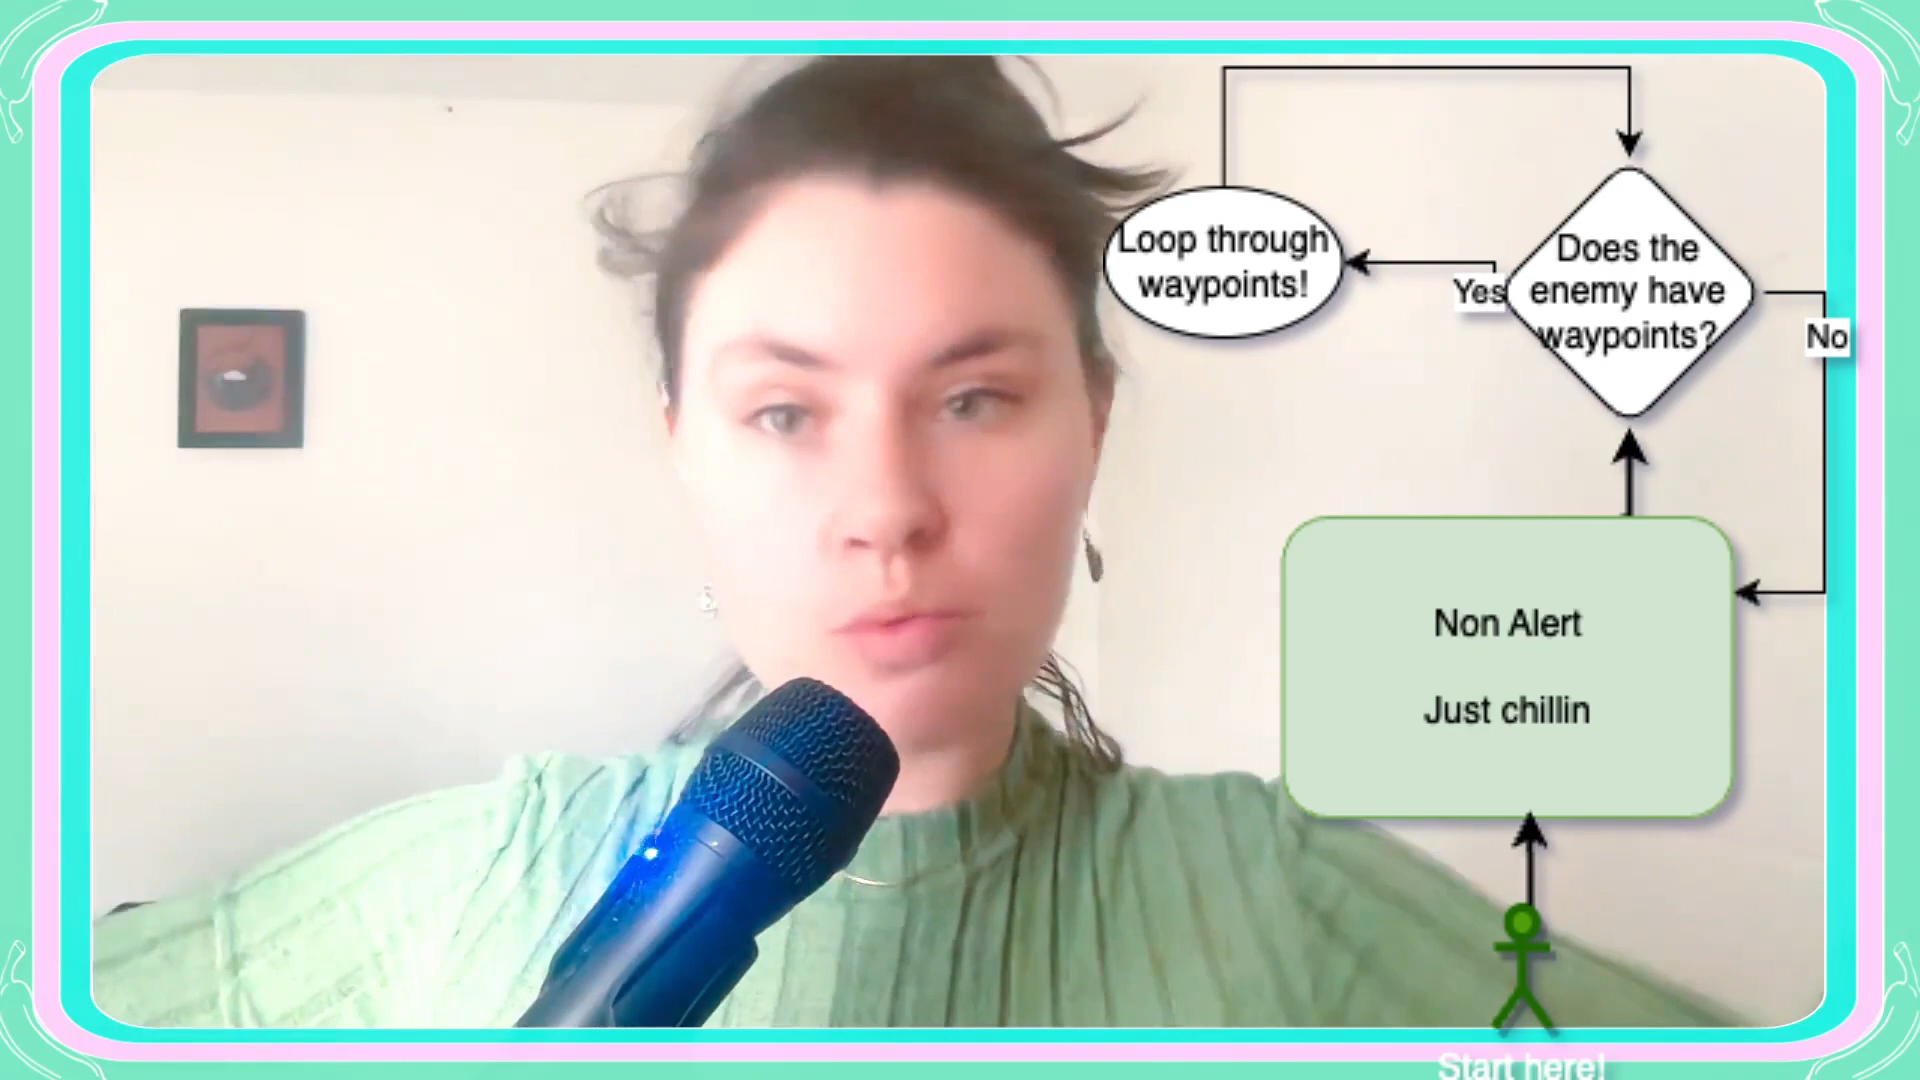 Loop through
waypoints!
Yes
Does the
enemy have
waypoints?
No
Non Alert
Just chillin
Start here!